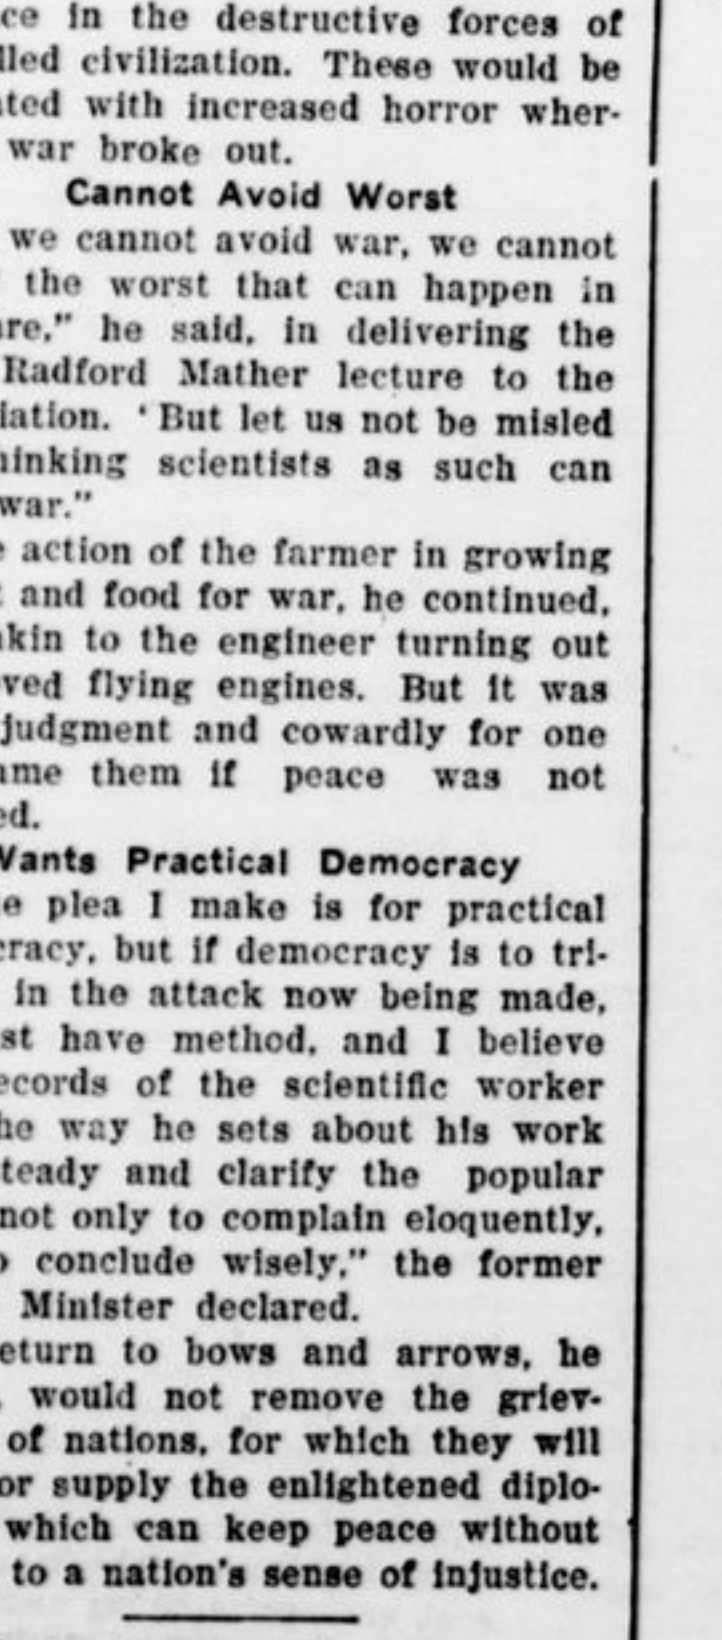 ce in the destructive forces of
lled civilization. These would be
ated with increased horror wher-
war broke out.
Cannot Avoid Worst
we cannot avoid war, we cannot
the worst that can happen in
are," he said, in delivering the
Radford Mather lecture to the
iation. 'But let us not be misled
hinking scientists as such can
war."
e action of the farmer in growing
t and food for war, he continued,
akin to the engineer turning out
oved flying engines. But it was
judgment and cowardly for one
ame them if peace was not
ed.
Wants Practical Democracy
e plea I make is for practical
cracy, but if democracy is to tri-
in the attack now being made,
st have method, and I believe
ecords of the scientific worker
he way he sets about his work
teady and clarify the popular
not only to complain eloquently,
o conclude wisely," the former
Minister declared.
eturn to bows and arrows, he
would not remove the griev-
of nations, for which they will
or supply the enlightened diplo-
which can keep peace without
to a nation's sense of injustice.